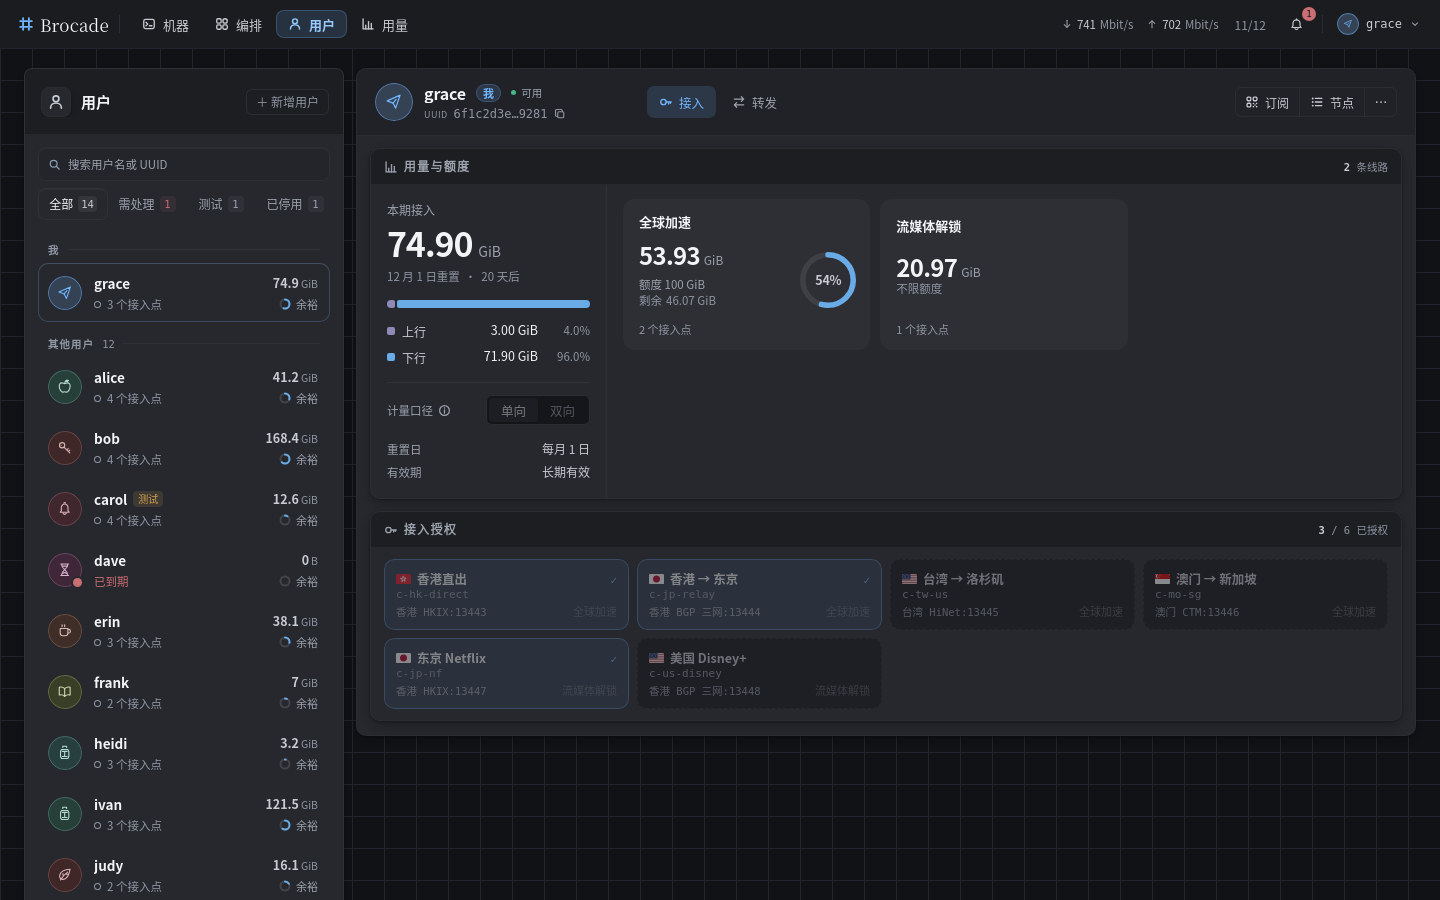 Brocade
机器
编排
用户
用量
741 Mbit/s
702 Mbit/s
11/12
1
grace
用户
新增用户
搜索用户名或 UUID
全部 14
需处理 1
测试 1
已停用 1
我
grace
74.9 GiB
3 个接入点
余裕
其他用户 12
alice
41.2 GiB
4 个接入点
余裕
bob
168.4 GiB
4 个接入点
余裕
carol 测试
12.6 GiB
4 个接入点
余裕
dave
0 B
已到期
余裕
erin
38.1 GiB
3 个接入点
余裕
frank
7 GiB
2 个接入点
余裕
heidi
3.2 GiB
3 个接入点
余裕
ivan
121.5 GiB
3 个接入点
余裕
judy
16.1 GiB
2 个接入点
余裕
grace 我 可用
UUID 6f1c2d3e…9281
接入
转发
订阅
节点
用量与额度
2 条线路
本期接入
74.90 GiB
12 月 1 日重置 · 20 天后
上行 3.00 GiB 4.0%
下行 71.90 GiB 96.0%
计量口径
单向
双向
重置日 每月 1 日
有效期 长期有效
全球加速
53.93 GiB
额度 100 GiB
剩余 46.07 GiB
54%
2 个接入点
流媒体解锁
20.97 GiB
不限额度
1 个接入点
接入授权
3 / 6 已授权
香港直出 ✓
c-hk-direct
香港 HKIX:13443 全球加速
香港 → 东京 ✓
c-jp-relay
香港 BGP 三网:13444 全球加速
台湾 → 洛杉矶
c-tw-us
台湾 HiNet:13445 全球加速
澳门 → 新加坡
c-mo-sg
澳门 CTM:13446 全球加速
东京 Netflix ✓
c-jp-nf
香港 HKIX:13447 流媒体解锁
美国 Disney+
c-us-disney
香港 BGP 三网:13448 流媒体解锁